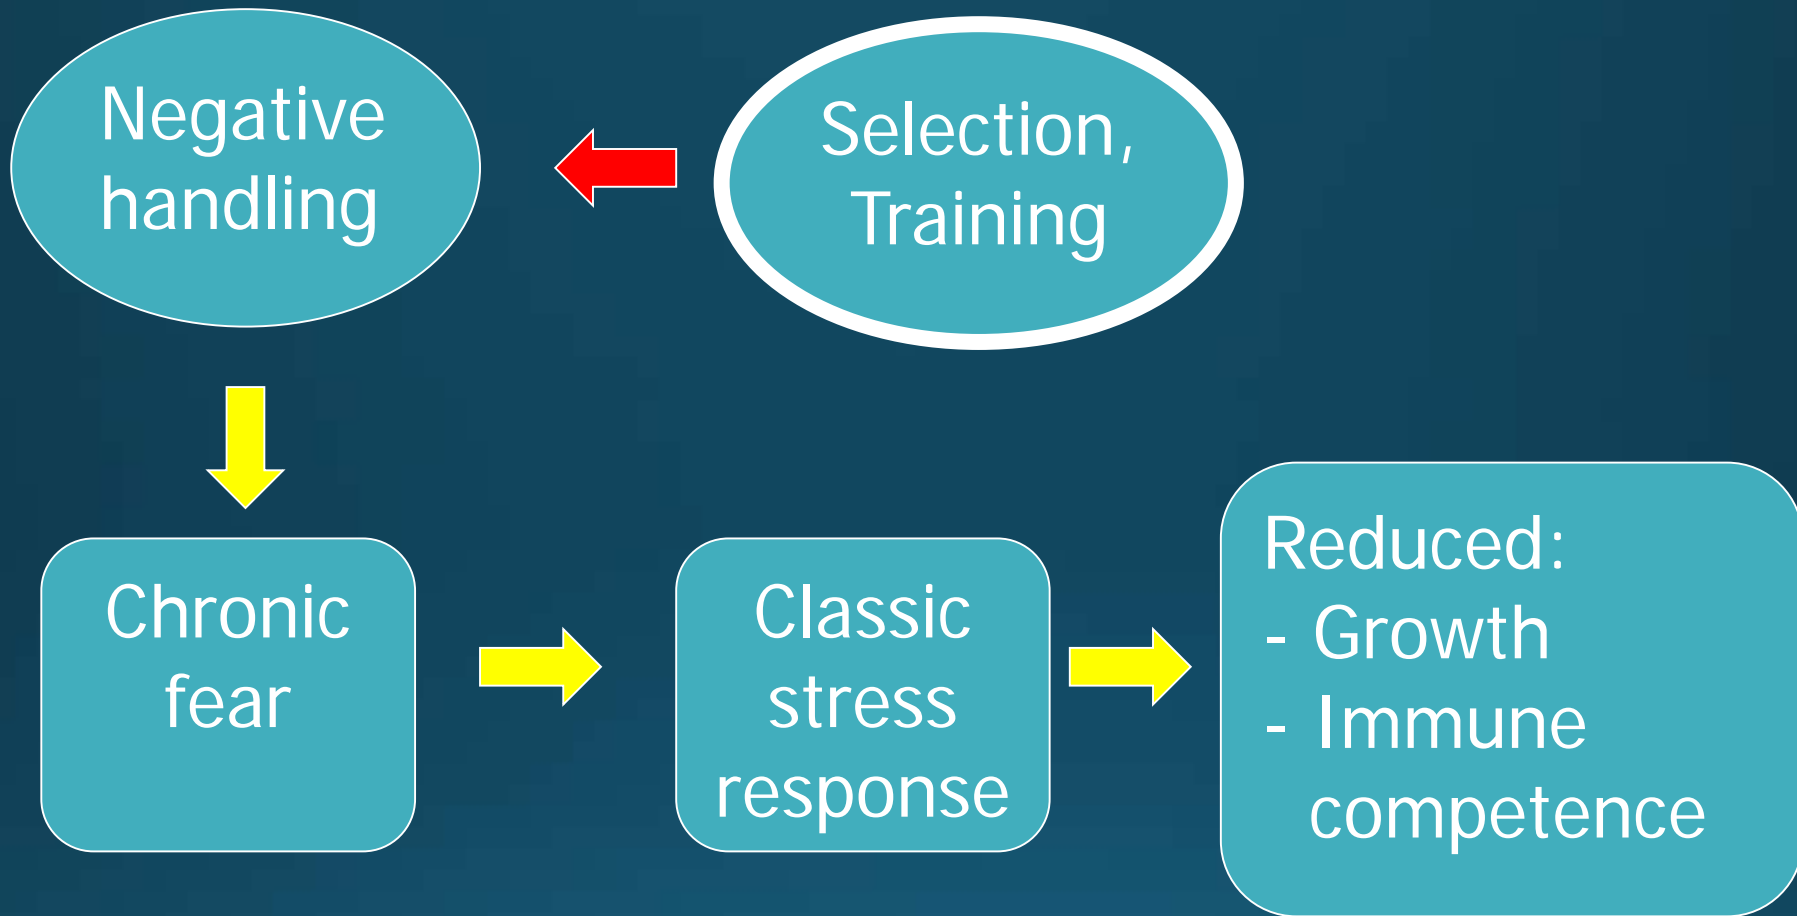 Negative
handling
Selection,
Training
Chronic
fear
Classic
stress
response
Reduced:
- Growth
- Immune
competence